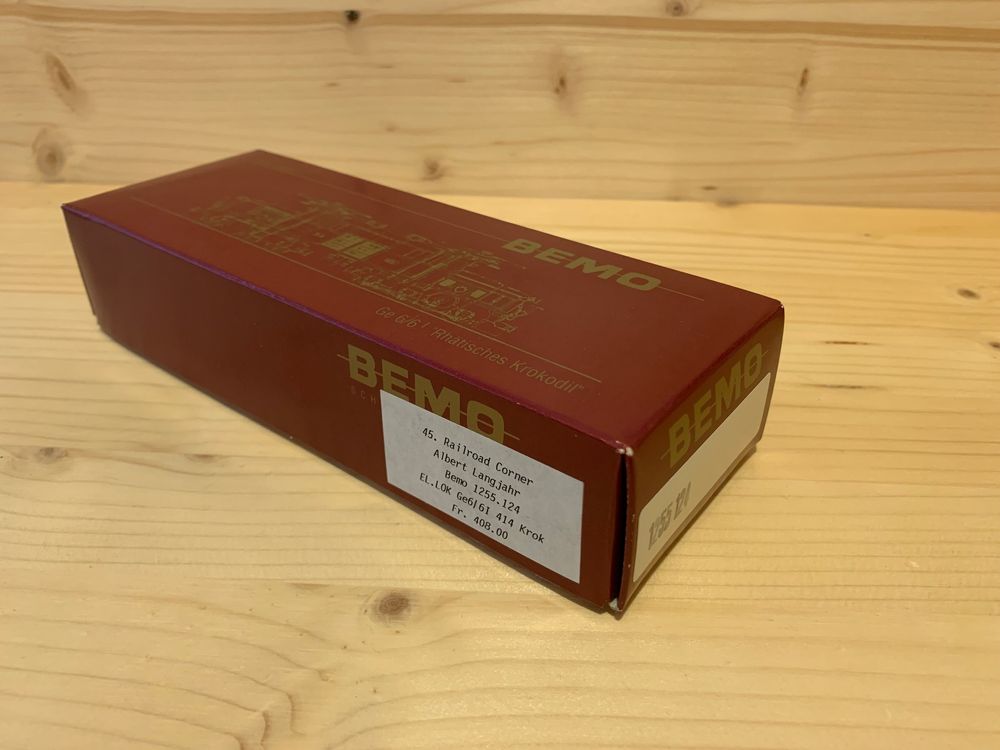 BEMO
Ge 6/6 I "Rhätisches Krokodil"
BEMO
SCH
45. Railroad Corner
Albert Langjahr
Bemo 1255.124
EL.LOK Ge6/6I 414 Krok
Fr. 408.00
BEMO
1255 124